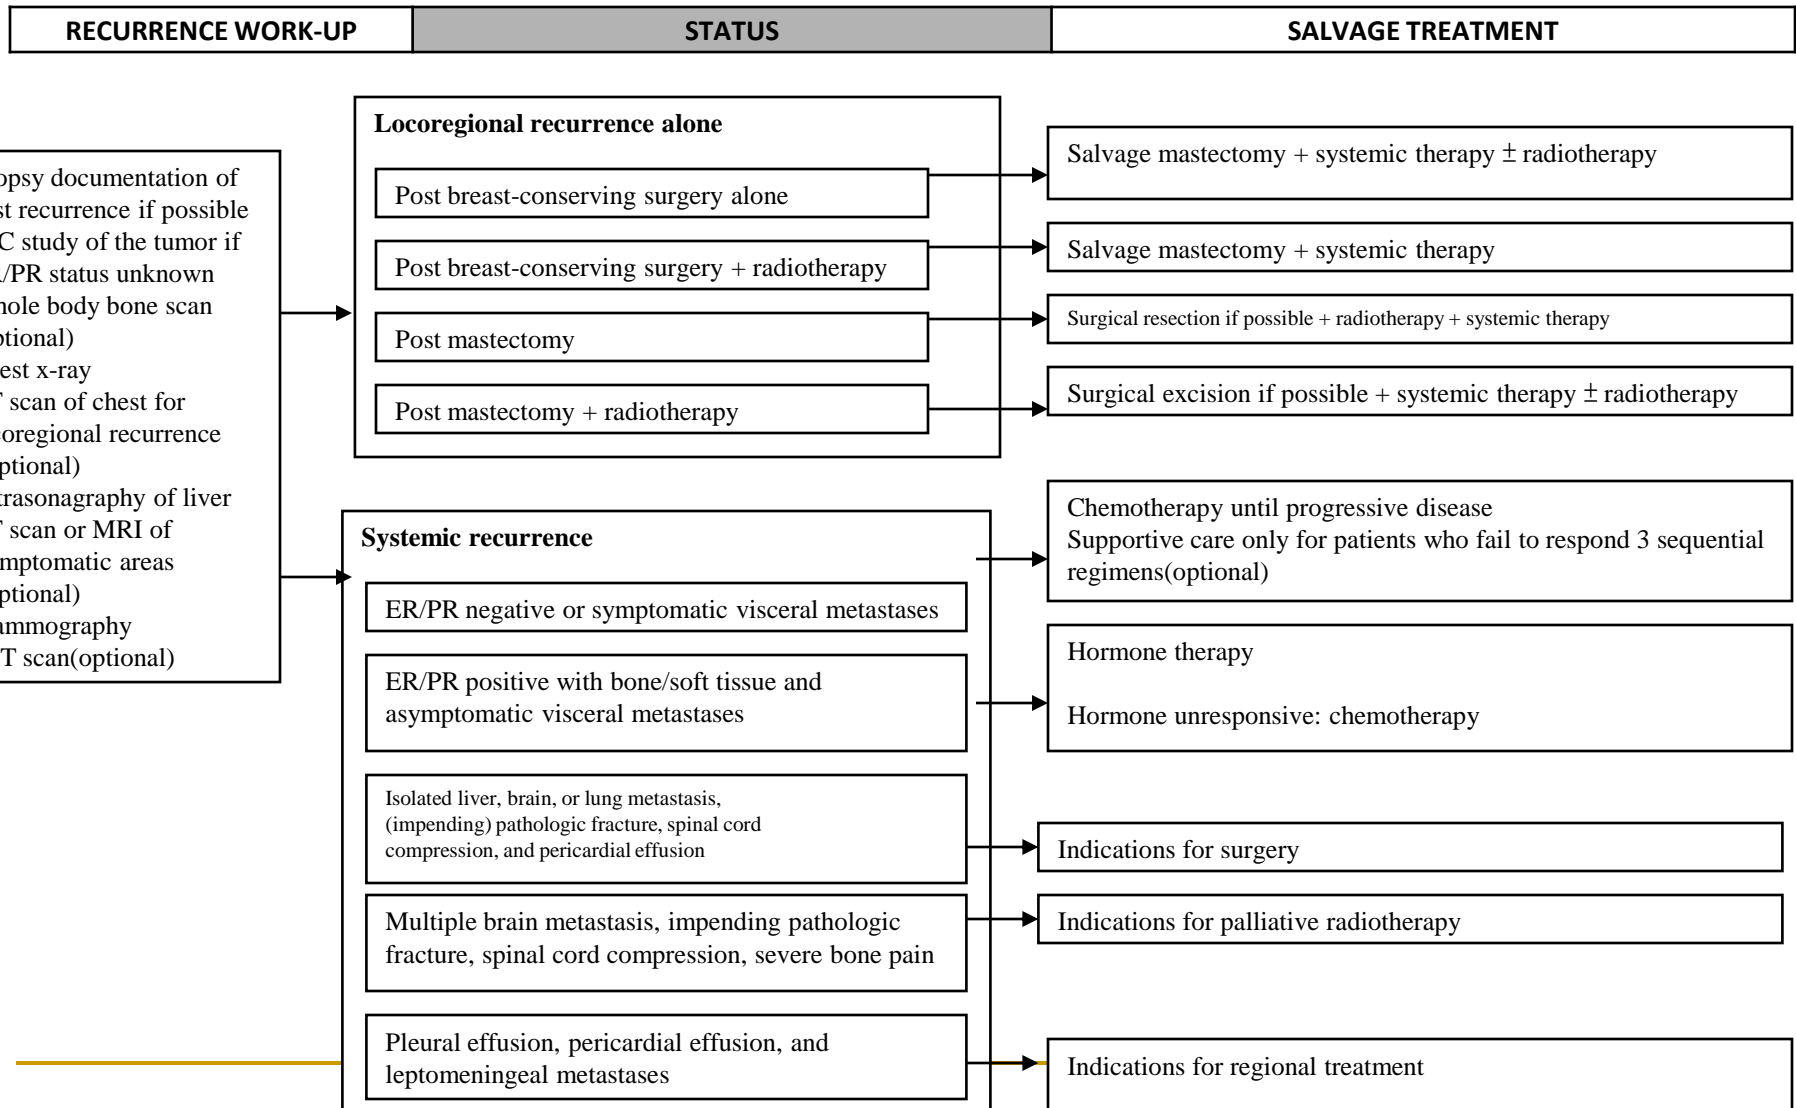 RECURRENCE WORK-UP
STATUS
SALVAGE TREATMENT
opsy documentation of
st recurrence if possible
C study of the tumor if
/PR status unknown
hole body bone scan
ptional)
est x-ray
scan of chest for
coregional recurrence
ptional)
trasonagraphy of liver
scan or MRI of
mptomatic areas
ptional)
ammography
T scan(optional)
Locoregional recurrence alone
Post breast-conserving surgery alone
Post breast-conserving surgery + radiotherapy
Post mastectomy
Post mastectomy + radiotherapy
Salvage mastectomy + systemic therapy ± radiotherapy
Salvage mastectomy + systemic therapy
Surgical resection if possible + radiotherapy + systemic therapy
Surgical excision if possible + systemic therapy ± radiotherapy
Systemic recurrence
ER/PR negative or symptomatic visceral metastases
ER/PR positive with bone/soft tissue and
asymptomatic visceral metastases
Isolated liver, brain, or lung metastasis,
(impending) pathologic fracture, spinal cord
compression, and pericardial effusion
Multiple brain metastasis, impending pathologic
fracture, spinal cord compression, severe bone pain
Pleural effusion, pericardial effusion, and
leptomeningeal metastases
Chemotherapy until progressive disease
Supportive care only for patients who fail to respond 3 sequential
regimens(optional)
Hormone therapy
Hormone unresponsive: chemotherapy
Indications for surgery
Indications for palliative radiotherapy
Indications for regional treatment